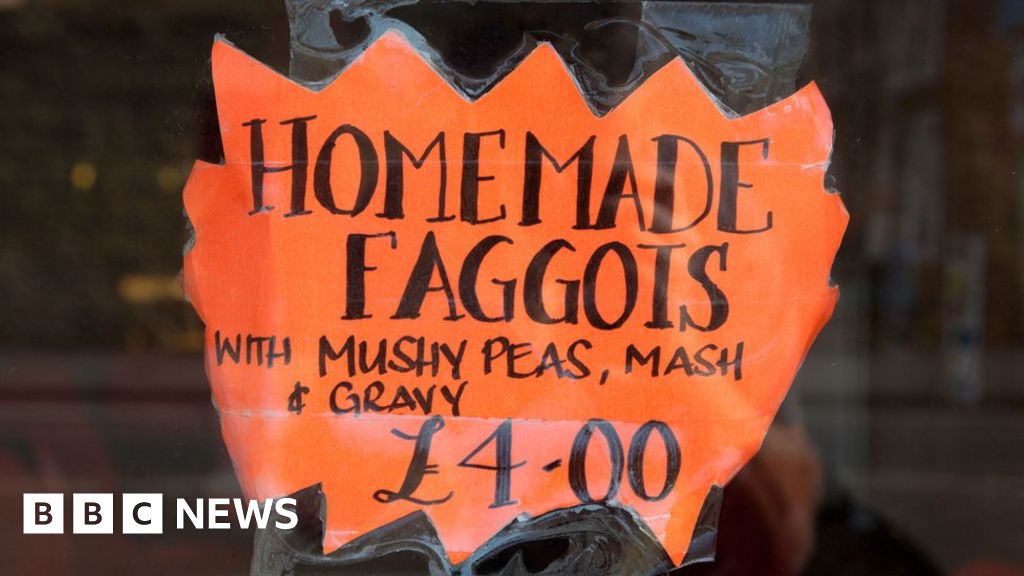 HOMEMADE
FAGGOTS
WITH MUSHY PEAS, MASH
& GRAVY
£4.00
BBC NEWS